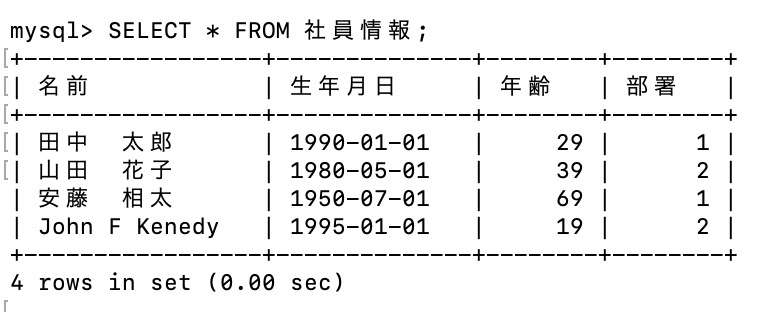 mysql> SELECT * FROM 社員情報;
+------------------+---------------+--------+--------+
| 名前             | 生年月日      | 年齢   | 部署   |
+------------------+---------------+--------+--------+
| 田中　太郎       | 1990-01-01    |     29 |      1 |
| 山田　花子       | 1980-05-01    |     39 |      2 |
| 安藤　相太       | 1950-07-01    |     69 |      1 |
| John F Kenedy    | 1995-01-01    |     19 |      2 |
+------------------+---------------+--------+--------+
4 rows in set (0.00 sec)